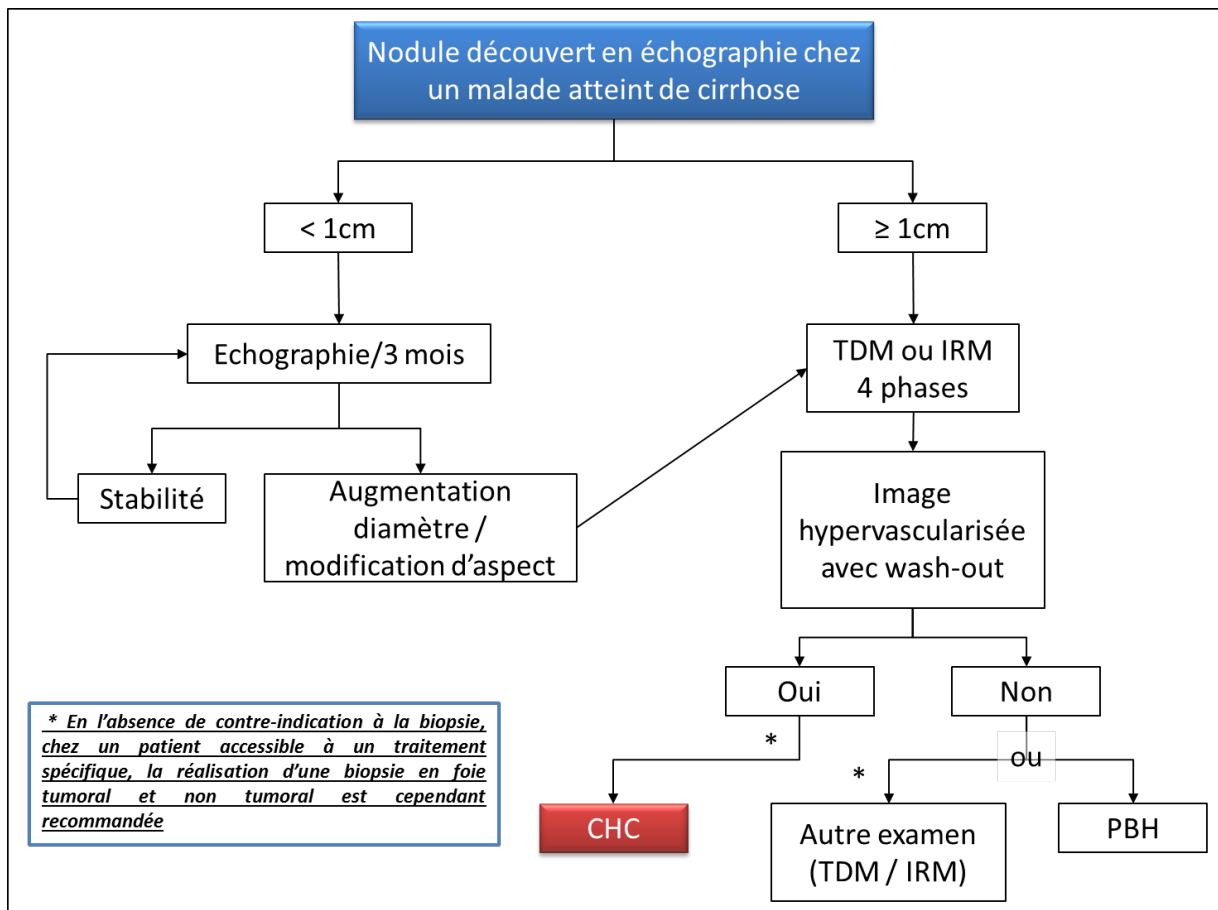 Nodule découvert en échographie chez
un malade atteint de cirrhose
< 1cm
≥ 1cm
Echographie/3 mois
TDM ou IRM
4 phases
Stabilité
Augmentation
diamètre /
modification d'aspect
Image
hypervascularisée
avec wash-out
Oui
Non
*
ou
*
CHC
Autre examen
(TDM / IRM)
PBH
* En l'absence de contre-indication à la biopsie,
chez un patient accessible à un traitement
spécifique, la réalisation d'une biopsie en foie
tumoral et non tumoral est cependant
recommandée